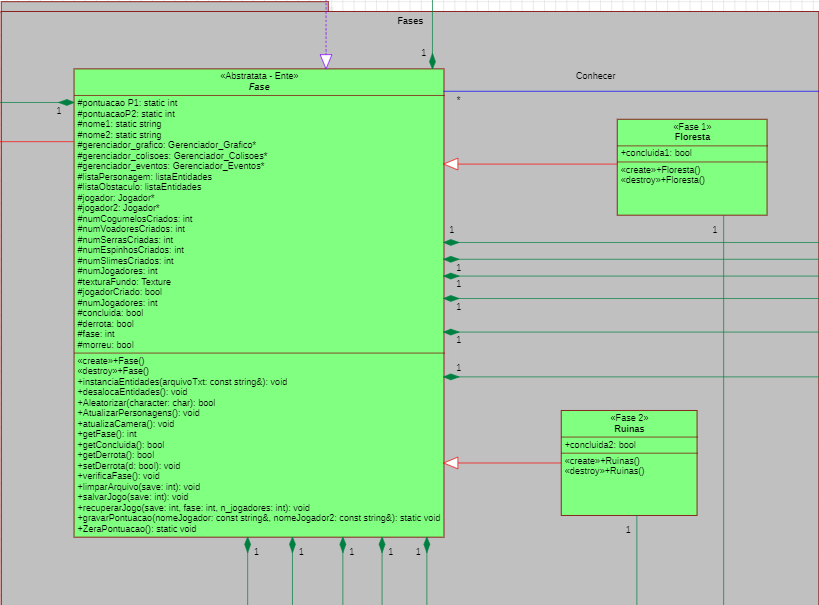 Fases
1
«Abstratata - Ente»
Fase
#pontuacao P1: static int
#pontuacaoP2: static int
#nome1: static string
#nome2: static string
#gerenciador_grafico: Gerenciador_Grafico*
#gerenciador_colisoes: Gerenciador_Colisoes*
#gerenciador_eventos: Gerenciador_Eventos*
#listaPersonagem: listaEntidades
#listaObstaculo: listaEntidades
#jogador: Jogador*
#jogador2: Jogador*
#numCogumelosCriados: int
#numVoadoresCriados: int
#numSerrasCriadas: int
#numEspinhosCriados: int
#numSlimesCriados: int
#numJogadores: int
#texturaFundo: Texture
#jogadorCriado: bool
#numJogadores: int
#concluida: bool
#derrota: bool
#fase: int
#morreu: bool
«create»+Fase()
«destroy»+Fase()
+instanciaEntidades(arquivoTxt: const string&): void
+desalocaEntidades(): void
+Aleatorizar(character: char): bool
+AtualizarPersonagens(): void
+atualizaCamera(): void
+getFase(): int
+getConcluida(): bool
+getDerrota(): bool
+setDerrota(d: bool): void
+verificaFase(): void
+limparArquivo(save: int): void
+salvarJogo(save: int): void
+recuperarJogo(save: int, fase: int, n_jogadores: int): void
+gravarPontuacao(nomeJogador: const string&, nomeJogador2: const string&): static void
+ZeraPontuacao(): static void
1
Conhecer
*
«Fase 1»
Floresta
+concluida1: bool
«create»+Floresta()
«destroy»+Floresta()
1
1
1
1
1
1
1
«Fase 2»
Ruinas
+concluida2: bool
«create»+Ruinas()
«destroy»+Ruinas()
1
1
1
1
1
1